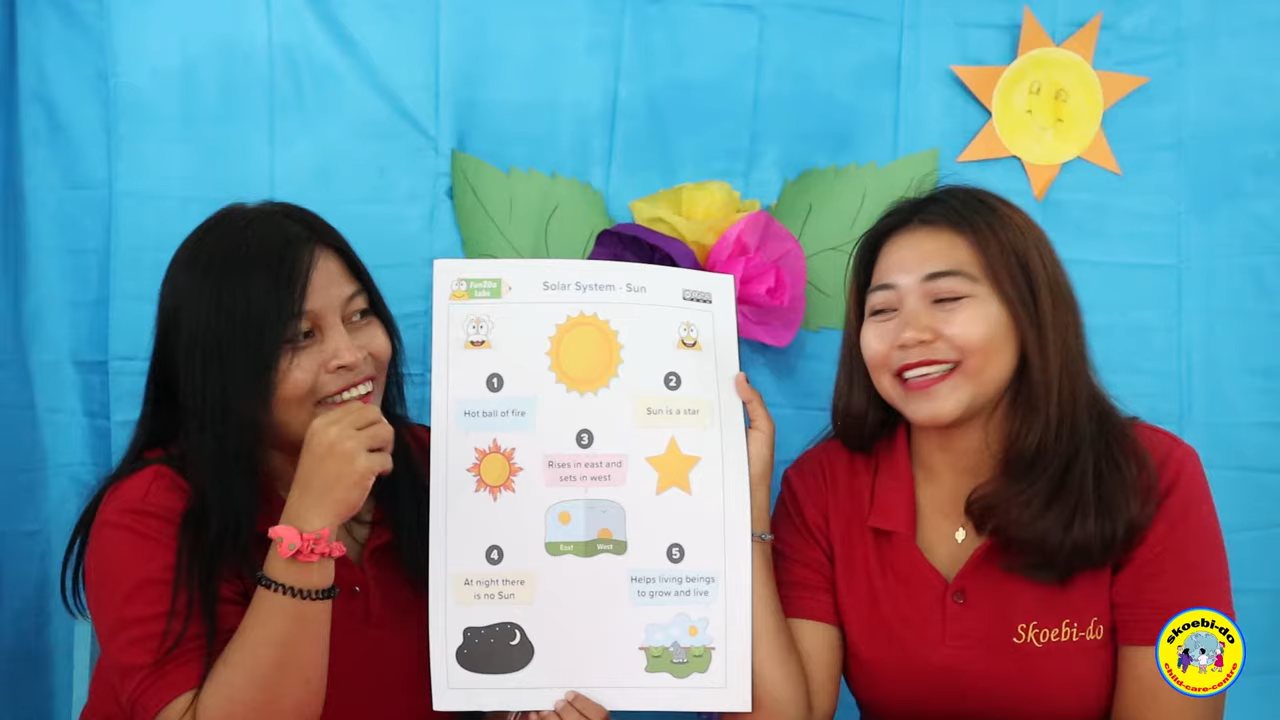 Fun2Do
Labs
Solar System - Sun
1
2
Hot ball of fire
Sun is a star
3
Rises in east and
sets in west
East West
4
5
At night there
is no Sun
Helps living beings
to grow and live
Skoebi-do
skoebi-do
child-care-centre